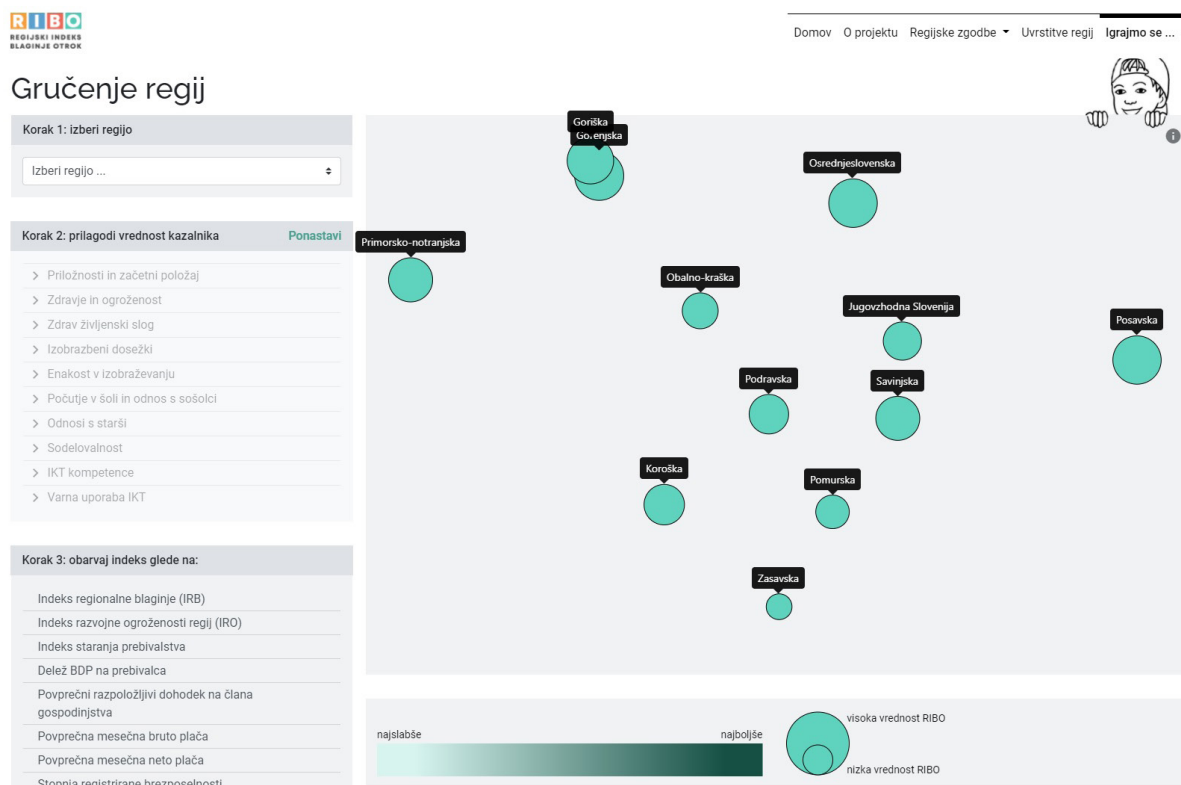 RIBO
REGIJSKI INDEKS
BLAGINJE OTROK
Domov O projektu Regijske zgodbe Uvrstitve regij Igrajmo se ...
Gručenje regij
Korak 1: izberi regijo
Izberi regijo ...
Korak 2: prilagodi vrednost kazalnika Ponastavi
Priložnosti in začetni položaj
Zdravje in ogroženost
Zdrav življenjski slog
Izobrazbeni dosežki
Enakost v izobraževanju
Počutje v šoli in odnos s sošolci
Odnosi s starši
Sodelovalnost
IKT kompetence
Varna uporaba IKT
Korak 3: obarvaj indeks glede na:
Indeks regionalne blaginje (IRB)
Indeks razvojne ogroženosti regij (IRO)
Indeks staranja prebivalstva
Delež BDP na prebivalca
Povprečni razpoložljivi dohodek na člana
gospodinjstva
Povprečna mesečna bruto plača
Povprečna mesečna neto plača
Stopnja registrirane brezposelnosti
Goriška
Gorenjska
Osrednjeslovenska
Primorsko-notranjska
Obalno-kraška
Jugovzhodna Slovenija
Posavska
Podravska
Savinjska
Koroška
Pomurska
Zasavska
najslabše najboljše
visoka vrednost RIBO
nizka vrednost RIBO